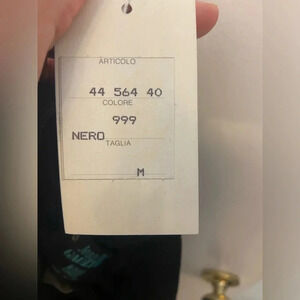 ARTICOLO
44 564 40
COLORE
999
NERO
TAGLIA
M